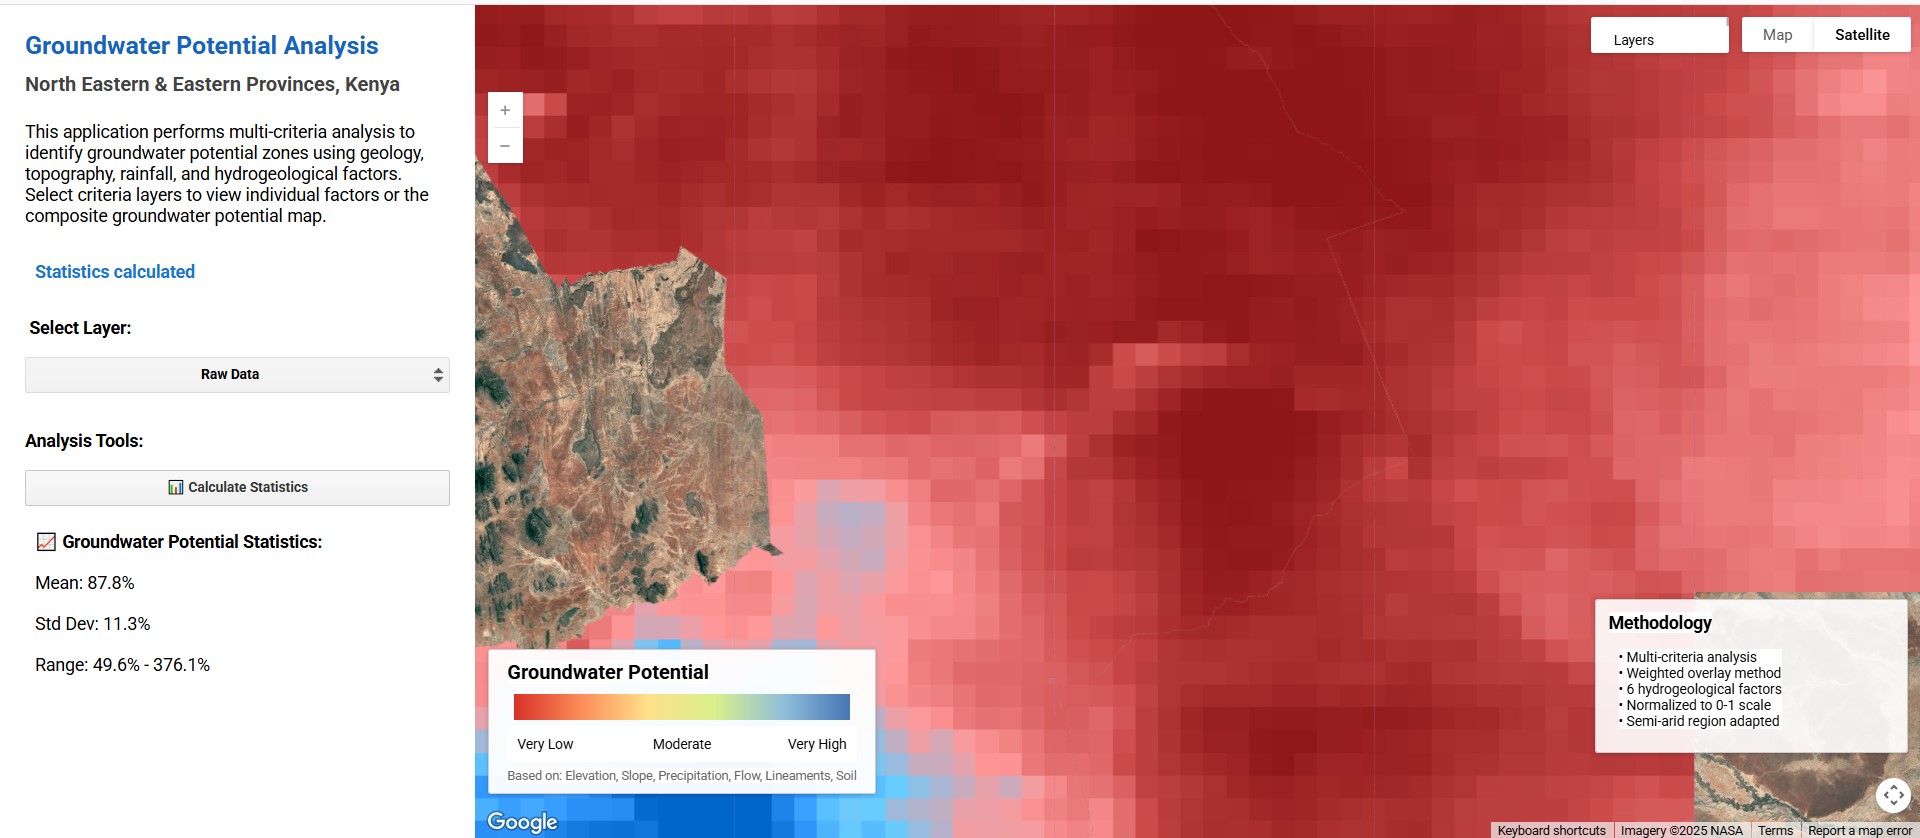 Groundwater Potential Analysis
North Eastern & Eastern Provinces, Kenya
This application performs multi-criteria analysis to
identify groundwater potential zones using geology,
topography, rainfall, and hydrogeological factors.
Select criteria layers to view individual factors or the
composite groundwater potential map.
Statistics calculated
Select Layer:
Raw Data
Analysis Tools:
Calculate Statistics
Groundwater Potential Statistics:
Mean: 87.8%
Std Dev: 11.3%
Range: 49.6% - 376.1%
Layers
Map
Satellite
+
−
Groundwater Potential
Very Low
Moderate
Very High
Based on: Elevation, Slope, Precipitation, Flow, Lineaments, Soil
Google
Methodology
• Multi-criteria analysis
• Weighted overlay method
• 6 hydrogeological factors
• Normalized to 0-1 scale
• Semi-arid region adapted
Keyboard shortcuts
Imagery ©2025 NASA
Terms
Report a map error